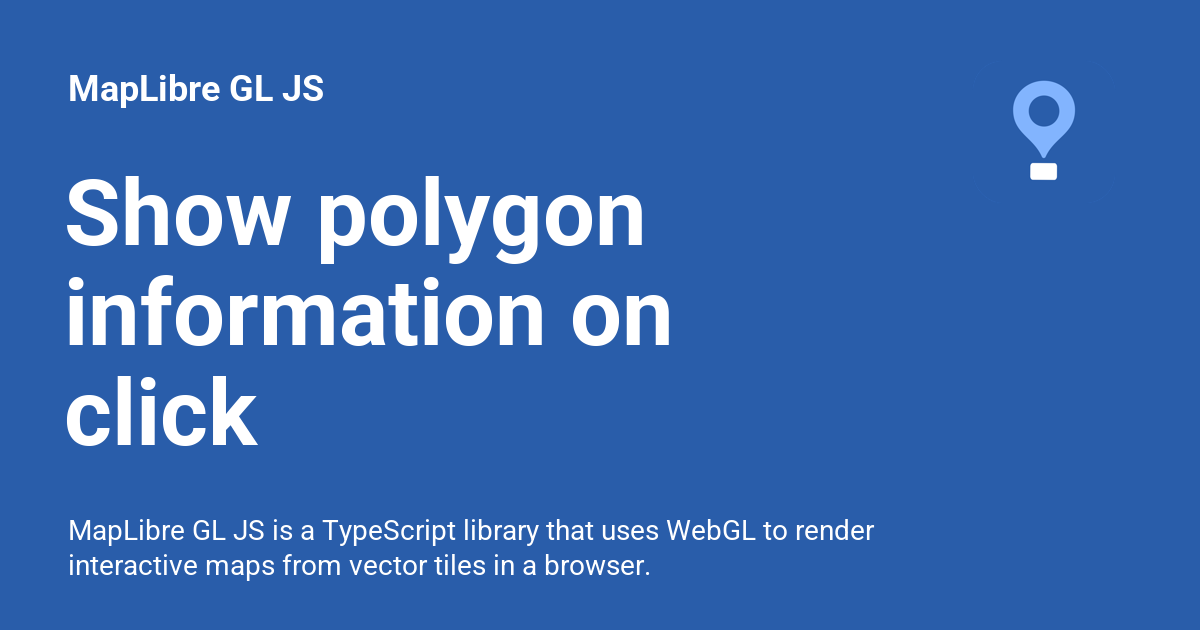 MapLibre GL JS
Show polygon
information on
click
MapLibre GL JS is a TypeScript library that uses WebGL to render
interactive maps from vector tiles in a browser.